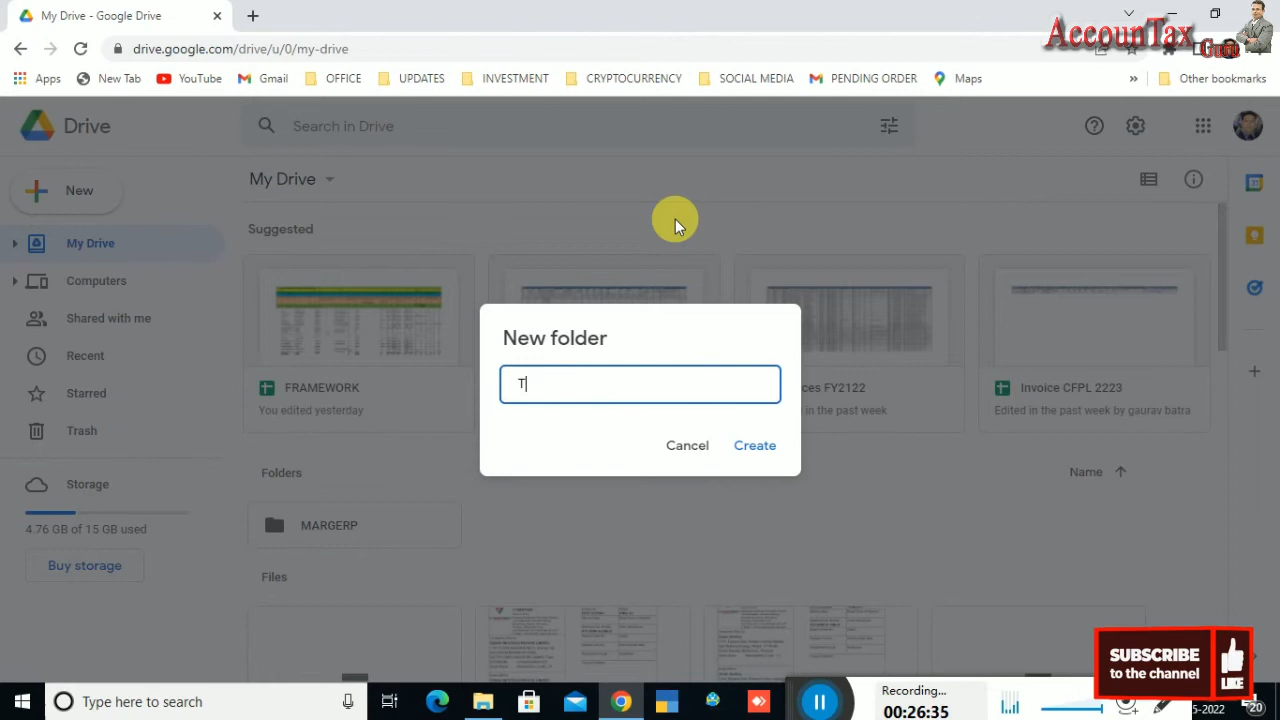 My Drive - Google Drive
AccounTax
Guru
drive.google.com/drive/u/0/my-drive
Apps New Tab YouTube Gmail OFFICE UPDATES INVESTMENT CRYPTOCURRENCY SOCIAL MEDIA PENDING ORDER Maps » Other bookmarks
Drive Search in Drive
New My Drive
Suggested
My Drive
Computers
Shared with me
Recent
Starred
Trash
Storage
4.76 GB of 15 GB used
Buy storage
FRAMEWORK ces FY2122 Invoice CFPL 2223
You edited yesterday in the past week Edited in the past week by gaurav batra
New folder
T
Cancel Create
Folders Name
MARGERP
Files
SUBSCRIBE
to the channel
LIKE
Type here to search
Recording...
00:26:35
5-2022
20